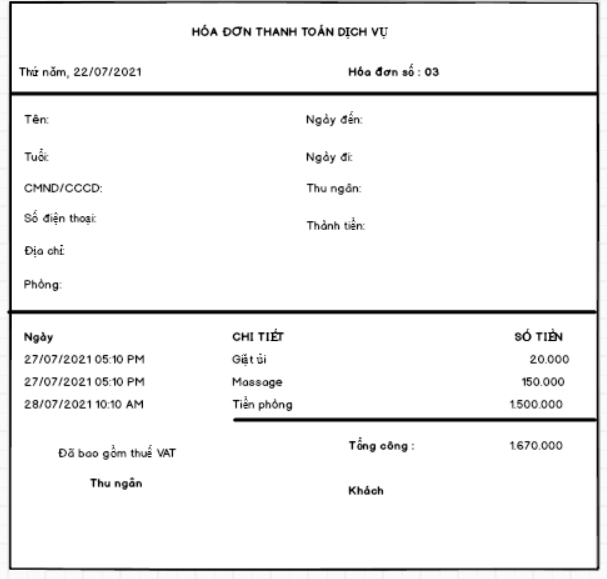 HÓA ĐƠN THANH TOÁN DỊCH VỤ
Thứ năm, 22/07/2021 Hóa đơn số : 03
Tên: Ngày đến:
Tuổi: Ngày đi:
CMND/CCCD: Thu ngân:
Số điện thoại: Thành tiền:
Địa chỉ:
Phòng:
Ngày CHI TIẾT SỐ TIỀN
27/07/2021 05:10 PM Giặt ủi 20.000
27/07/2021 05:10 PM Massage 150.000
28/07/2021 10:10 AM Tiền phòng 1.500.000
Đã bao gồm thuế VAT Tổng công : 1.670.000
Thu ngân Khách